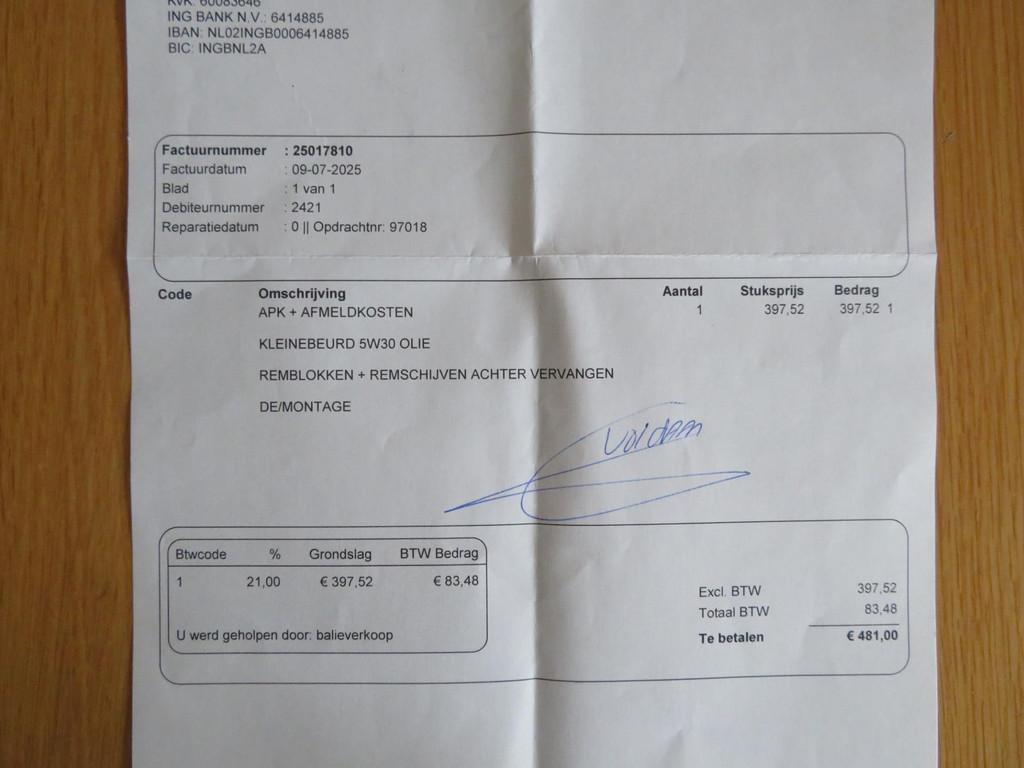 KvK: 60083646
ING BANK N.V.: 6414885
IBAN: NL02INGB0006414885
BIC: INGBNL2A
Factuurnummer : 25017810
Factuurdatum : 09-07-2025
Blad : 1 van 1
Debiteurnummer : 2421
Reparatiedatum : 0 || Opdrachtnr: 97018
Code Omschrijving Aantal Stuksprijs Bedrag
APK + AFMELDKOSTEN 1 397,52 397,52 1
KLEINEBEURD 5W30 OLIE
REMBLOKKEN + REMSCHIJVEN ACHTER VERVANGEN
DE/MONTAGE
Voldaan
Btwcode % Grondslag BTW Bedrag
1 21,00 € 397,52 € 83,48
U werd geholpen door: balieverkoop
Excl. BTW 397,52
Totaal BTW 83,48
Te betalen € 481,00